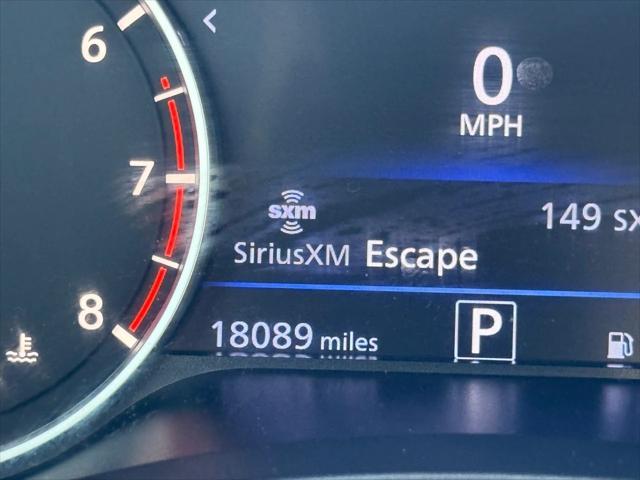 6
7
8
<
0
MPH
sxm
149 SX
SiriusXM Escape
18089 miles
P